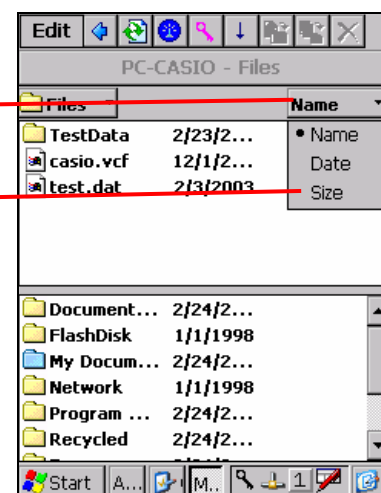 Edit
PC-CASIO - Files
Files Name
TestData 2/23/2... • Name
casio.vcf 12/1/2... Date
test.dat 2/3/2003 Size
Document... 2/24/2...
FlashDisk 1/1/1998
My Docum... 2/24/2...
Network 1/1/1998
Program ... 2/24/2...
Recycled 2/24/2...
Start A... M.. 1